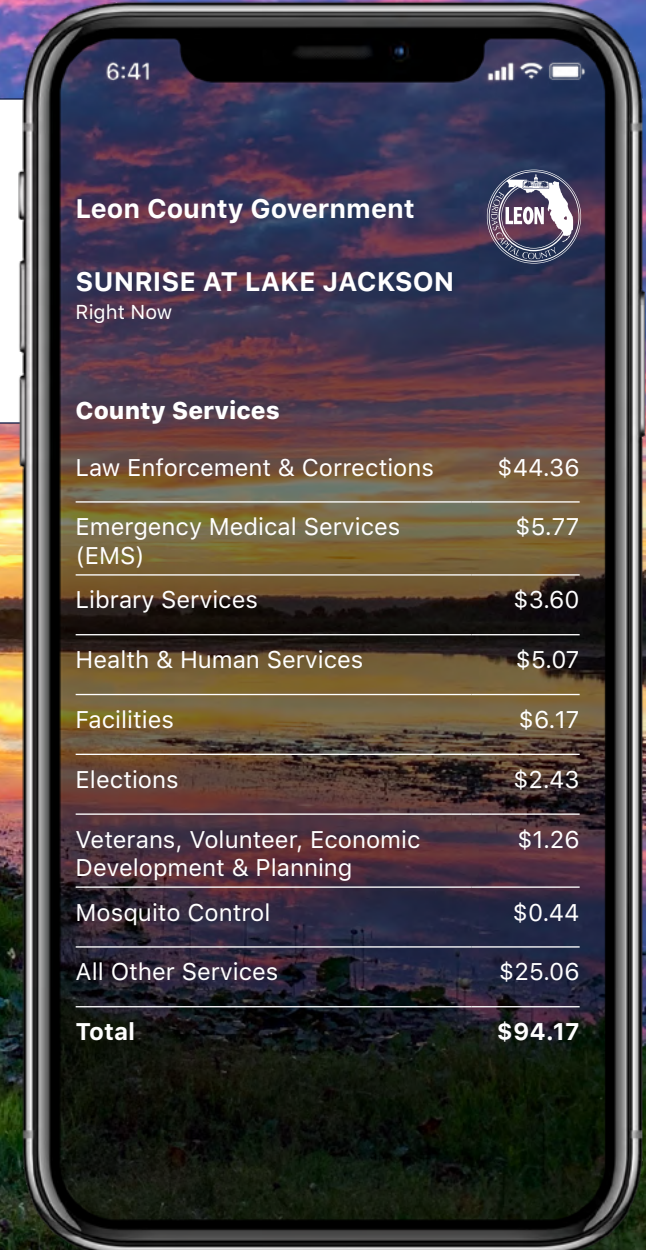 6:41
Leon County Government
LEON
FLORIDA'S CAPITAL COUNTY
SUNRISE AT LAKE JACKSON
Right Now
County Services
Law Enforcement & Corrections $44.36
Emergency Medical Services $5.77
(EMS)
Library Services $3.60
Health & Human Services $5.07
Facilities $6.17
Elections $2.43
Veterans, Volunteer, Economic $1.26
Development & Planning
Mosquito Control $0.44
All Other Services $25.06
Total $94.17